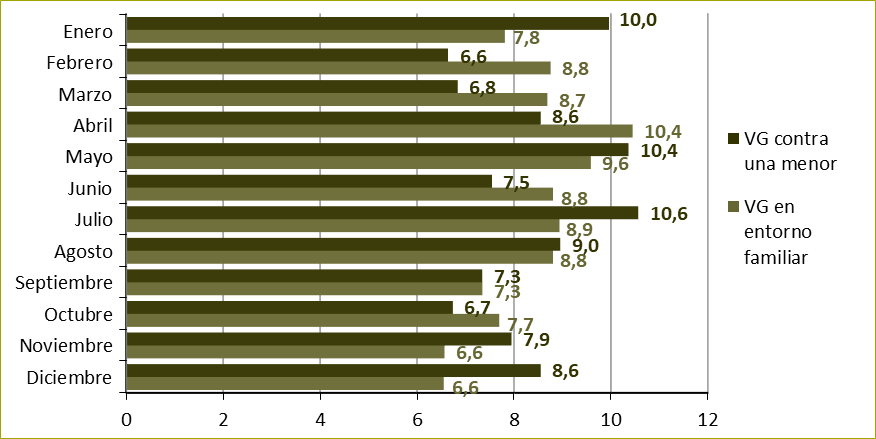 Enero 10,0
7,8
Febrero 6,6
8,8
Marzo 6,8
8,7
Abril 8,6
10,4
Mayo 10,4
9,6
Junio 7,5
8,8
Julio 10,6
8,9
Agosto 9,0
8,8
Septiembre 7,3
7,3
Octubre 6,7
7,7
Noviembre 7,9
6,6
Diciembre 8,6
6,6
0 2 4 6 8 10 12
VG contra
una menor
VG en
entorno
familiar